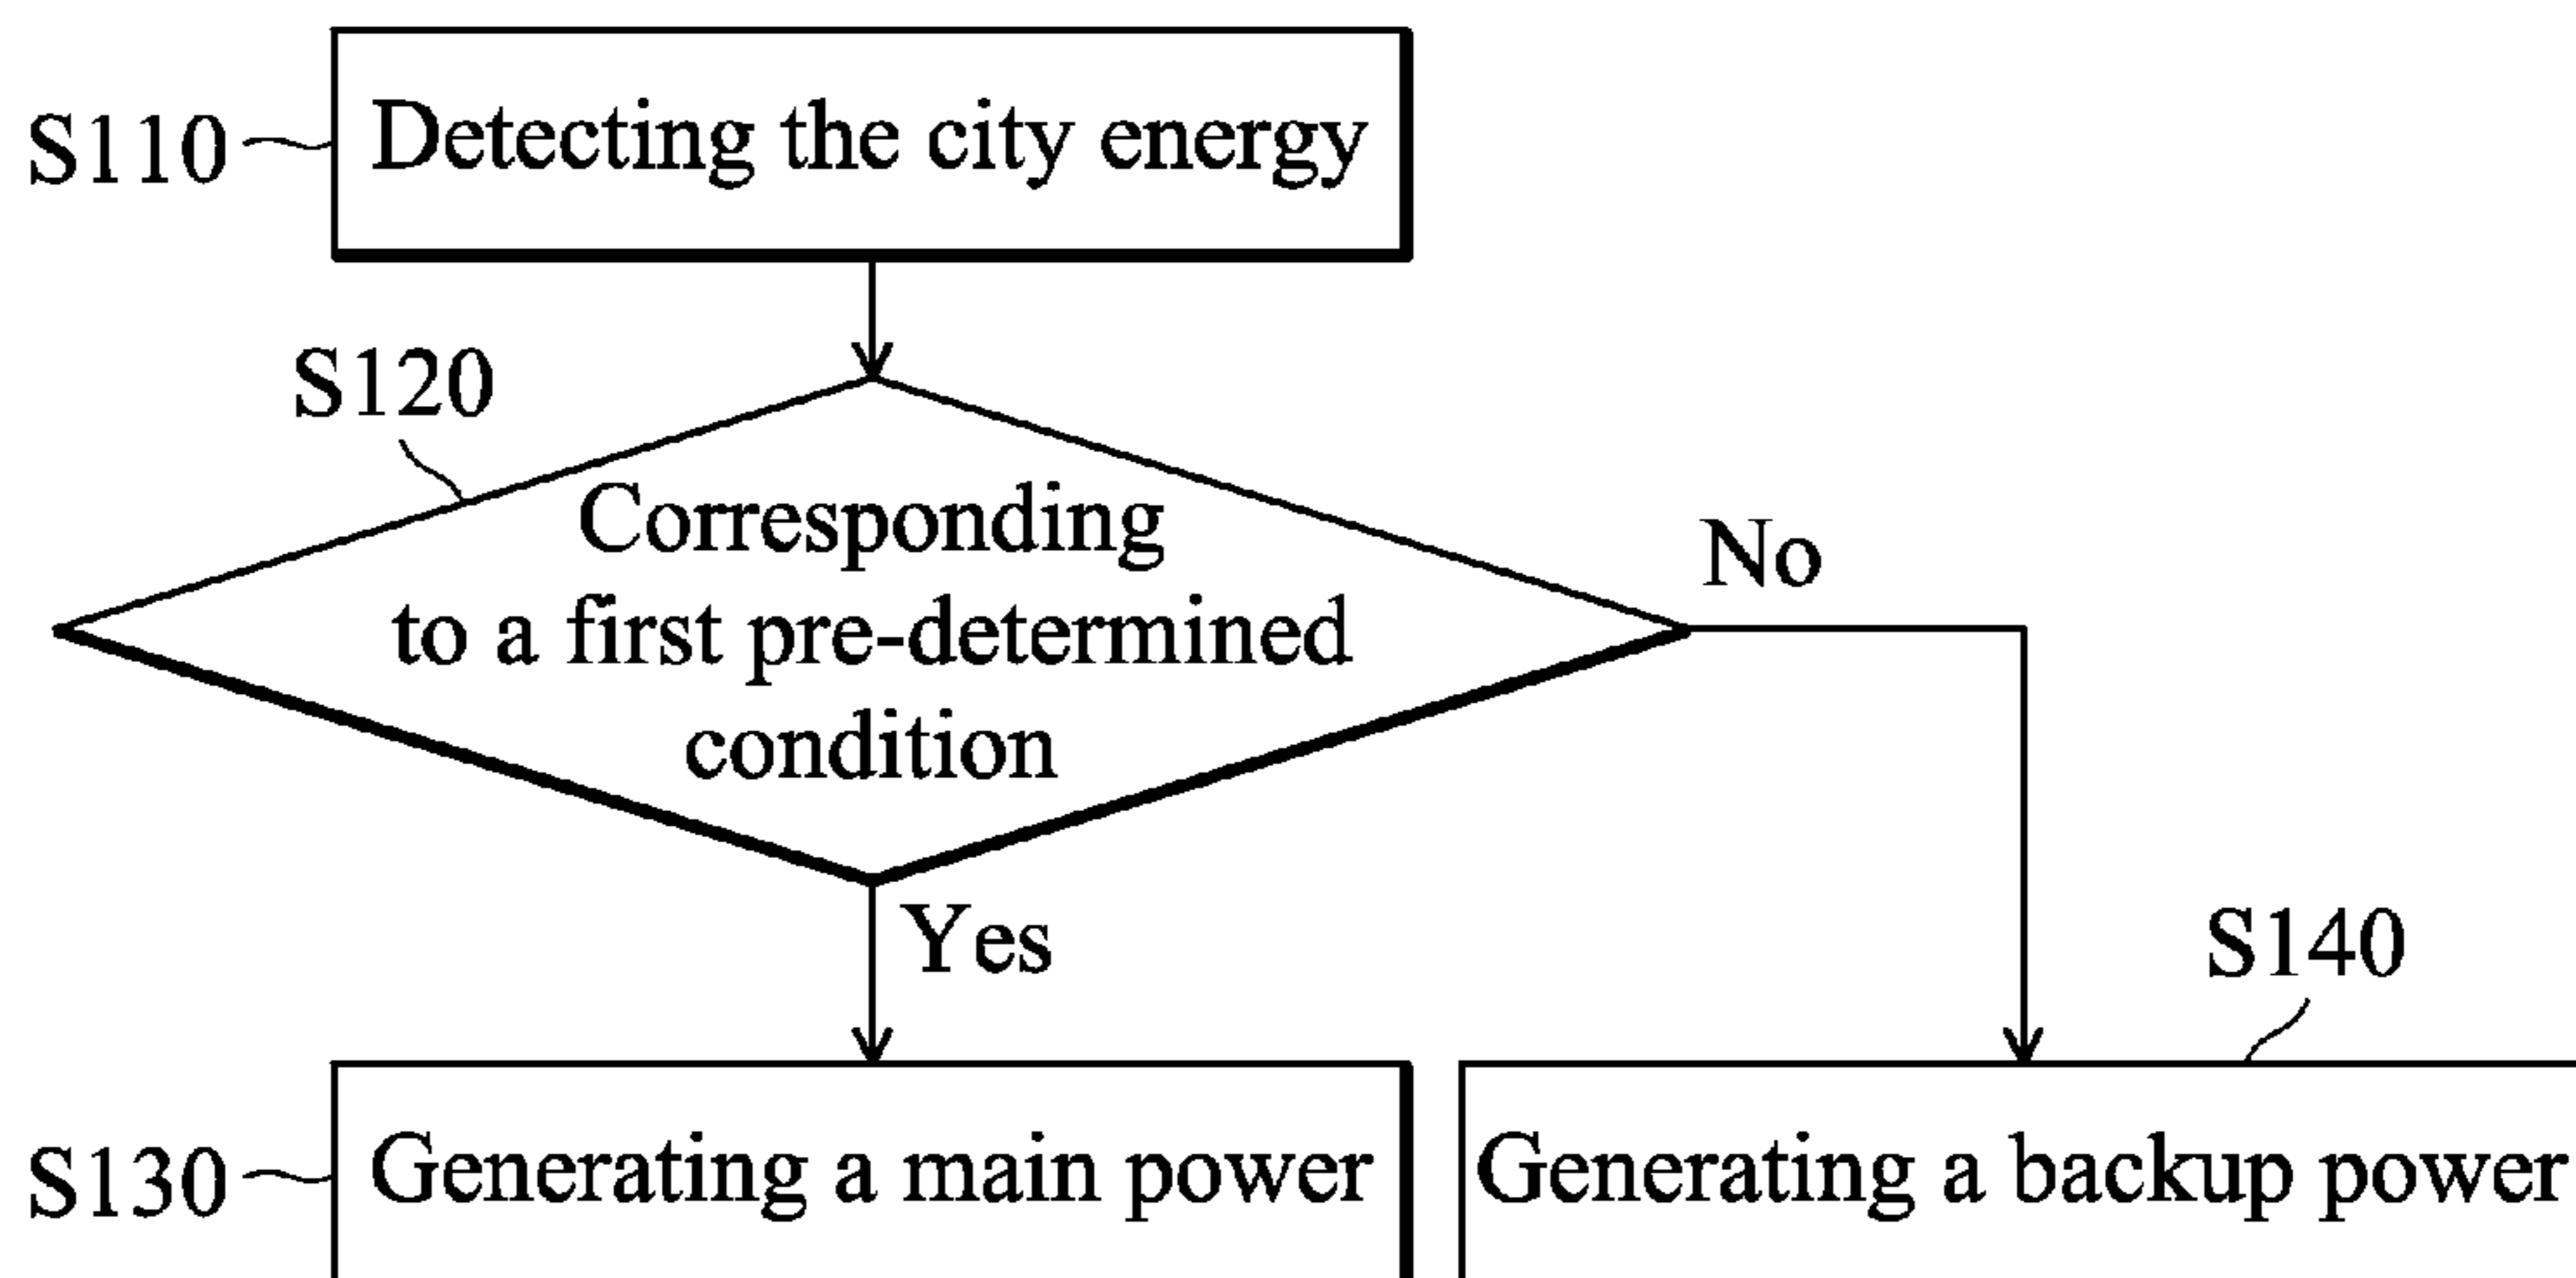 S110
Detecting the city energy
S120
Corresponding
to a first pre-determined
condition
No
Yes
S140
S130
Generating a main power
Generating a backup power